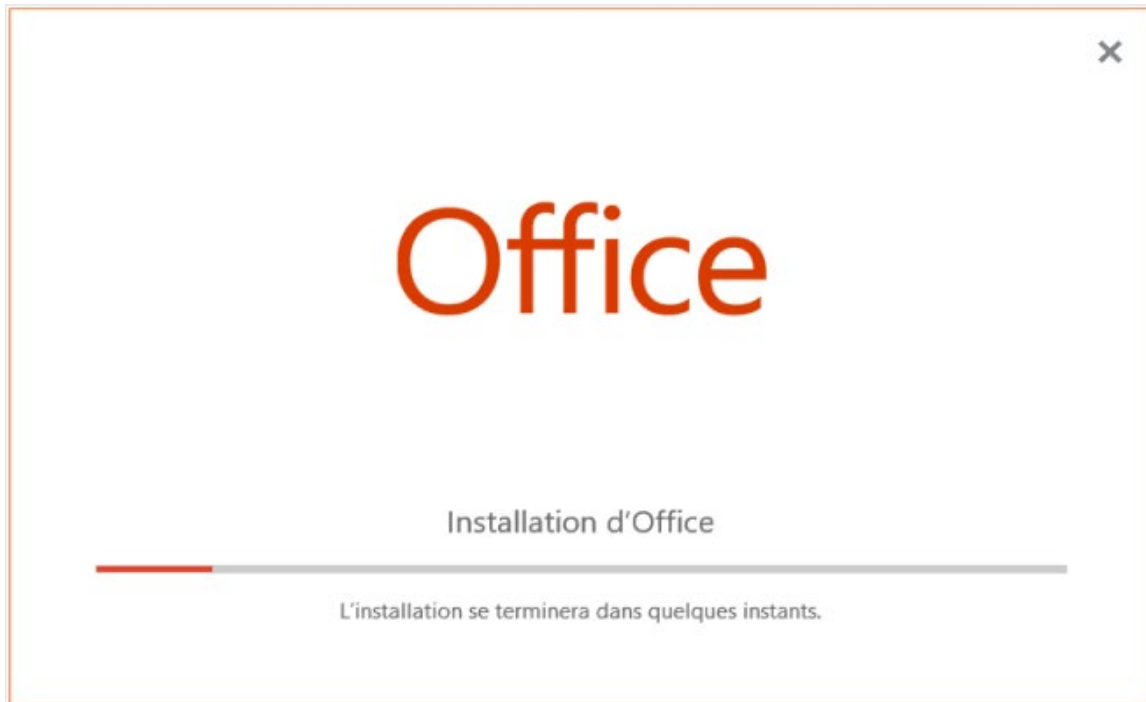 Office
Installation d’Office
L’installation se terminera dans quelques instants.